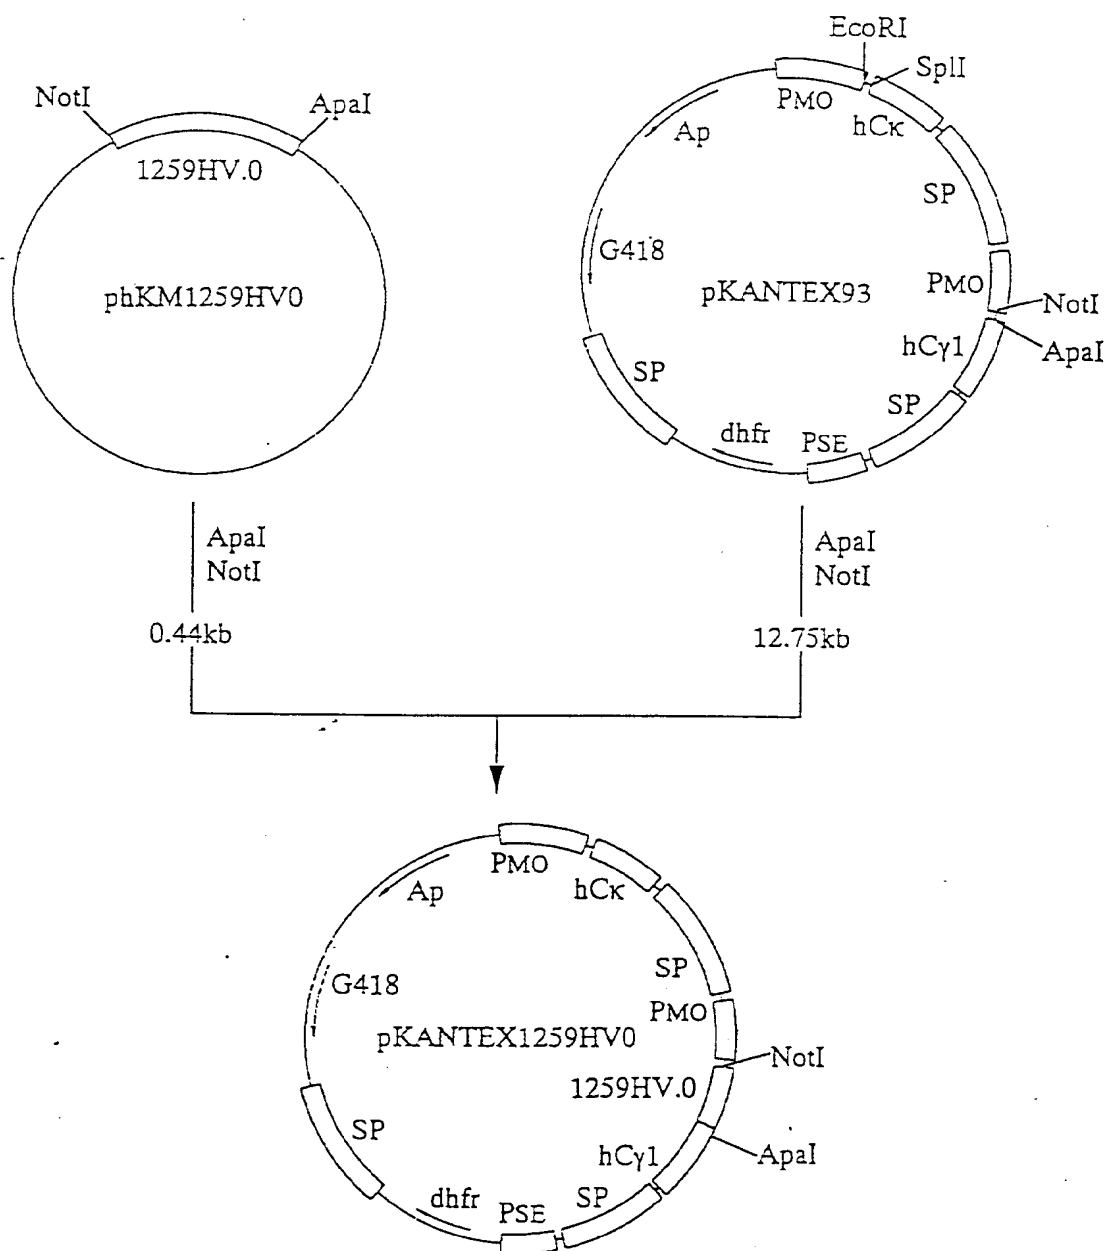 NotI
ApaI
1259HV.0
phKM1259HV0
EcoRI
SplI
PMO
hCκ
Ap
SP
G418
pKANTEX93
PMO
NotI
hCγ1
ApaI
SP
SP
dhfr
PSE
ApaI
NotI
0.44kb
ApaI
NotI
12.75kb
PMO
hCκ
Ap
SP
G418
PMO
pKANTEX1259HV0
NotI
1259HV.0
SP
hCγ1
ApaI
dhfr
PSE
SP